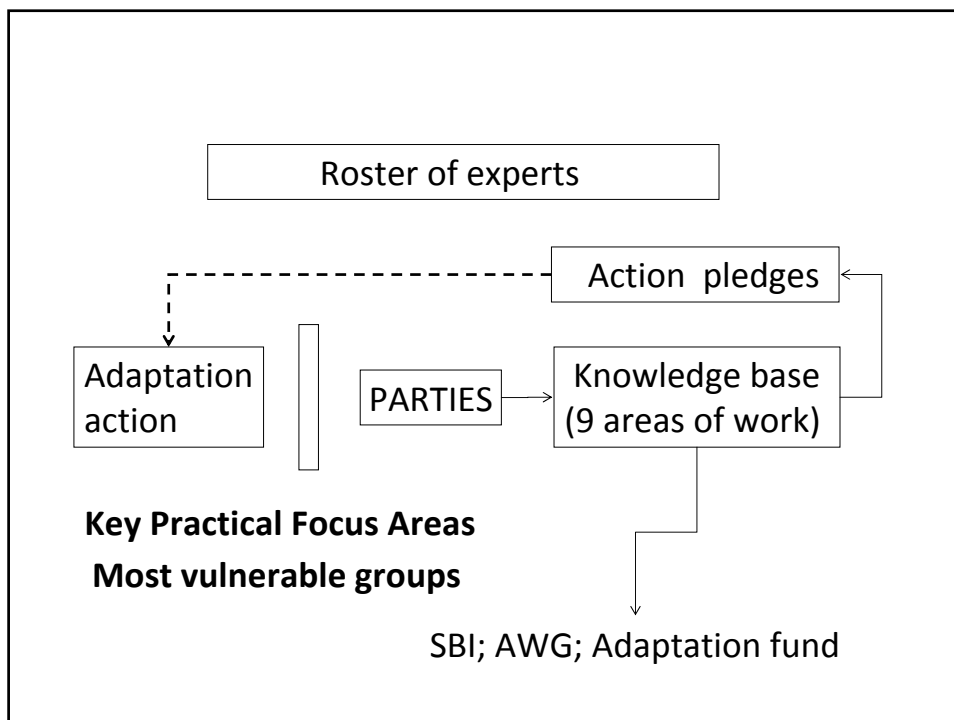 Roster of experts
Action pledges
Adaptation
action
PARTIES
Knowledge base
(9 areas of work)
Key Practical Focus Areas
Most vulnerable groups
SBI; AWG; Adaptation fund